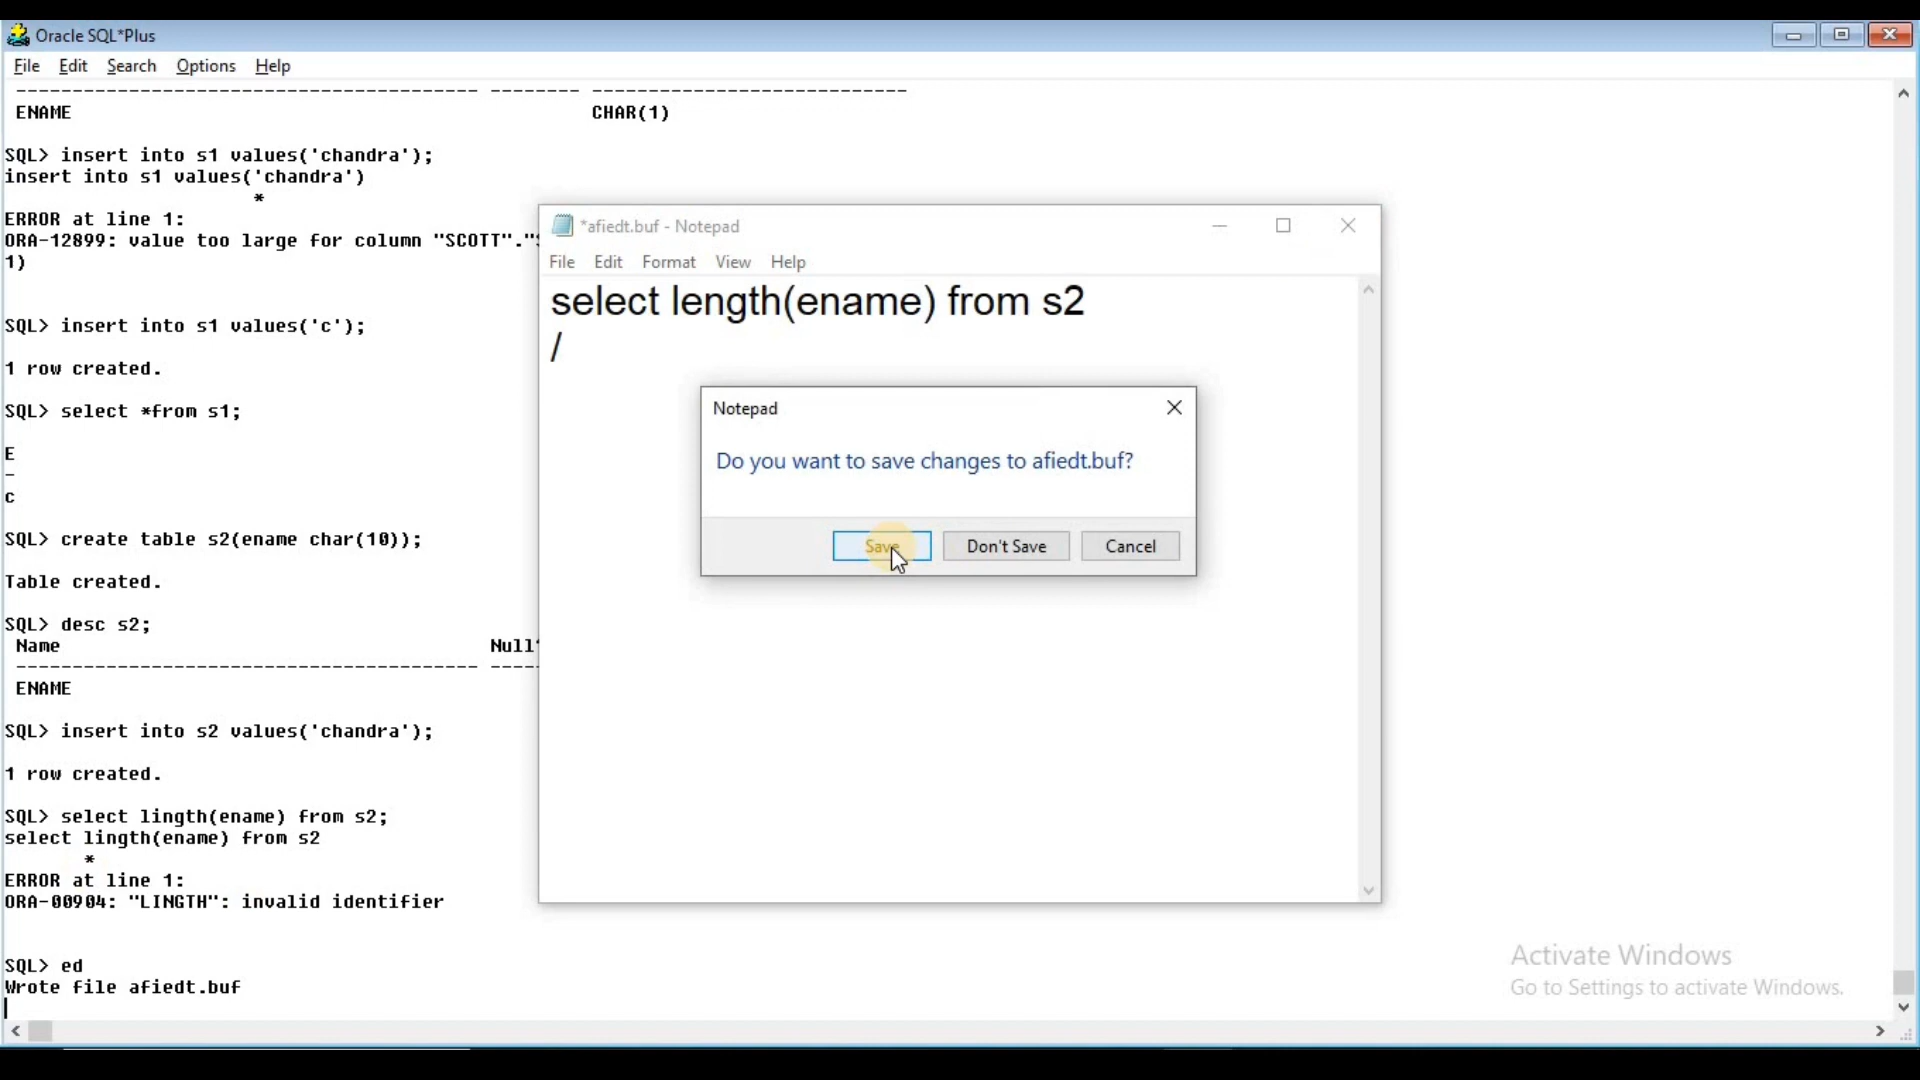 Oracle SQL*Plus
File Edit Search Options Help
---------------------------------------- -------- ----------------------------
ENAME CHAR(1)
SQL> insert into s1 values('chandra');
insert into s1 values('chandra')
*
ERROR at line 1:
ORA-12899: value too large for column "SCOTT"."
1)
SQL> insert into s1 values('c');
1 row created.
SQL> select *from s1;
E
-
c
SQL> create table s2(ename char(10));
Table created.
SQL> desc s2;
Name Null
---------------------------------------- ----
ENAME
SQL> insert into s2 values('chandra');
1 row created.
SQL> select lingth(ename) from s2;
select lingth(ename) from s2
*
ERROR at line 1:
ORA-00904: "LINGTH": invalid identifier
SQL> ed
Wrote file afiedt.buf
*afiedt.buf - Notepad
File Edit Format View Help
select length(ename) from s2
/
Notepad
Do you want to save changes to afiedt.buf?
Save Don't Save Cancel
Activate Windows
Go to Settings to activate Windows.